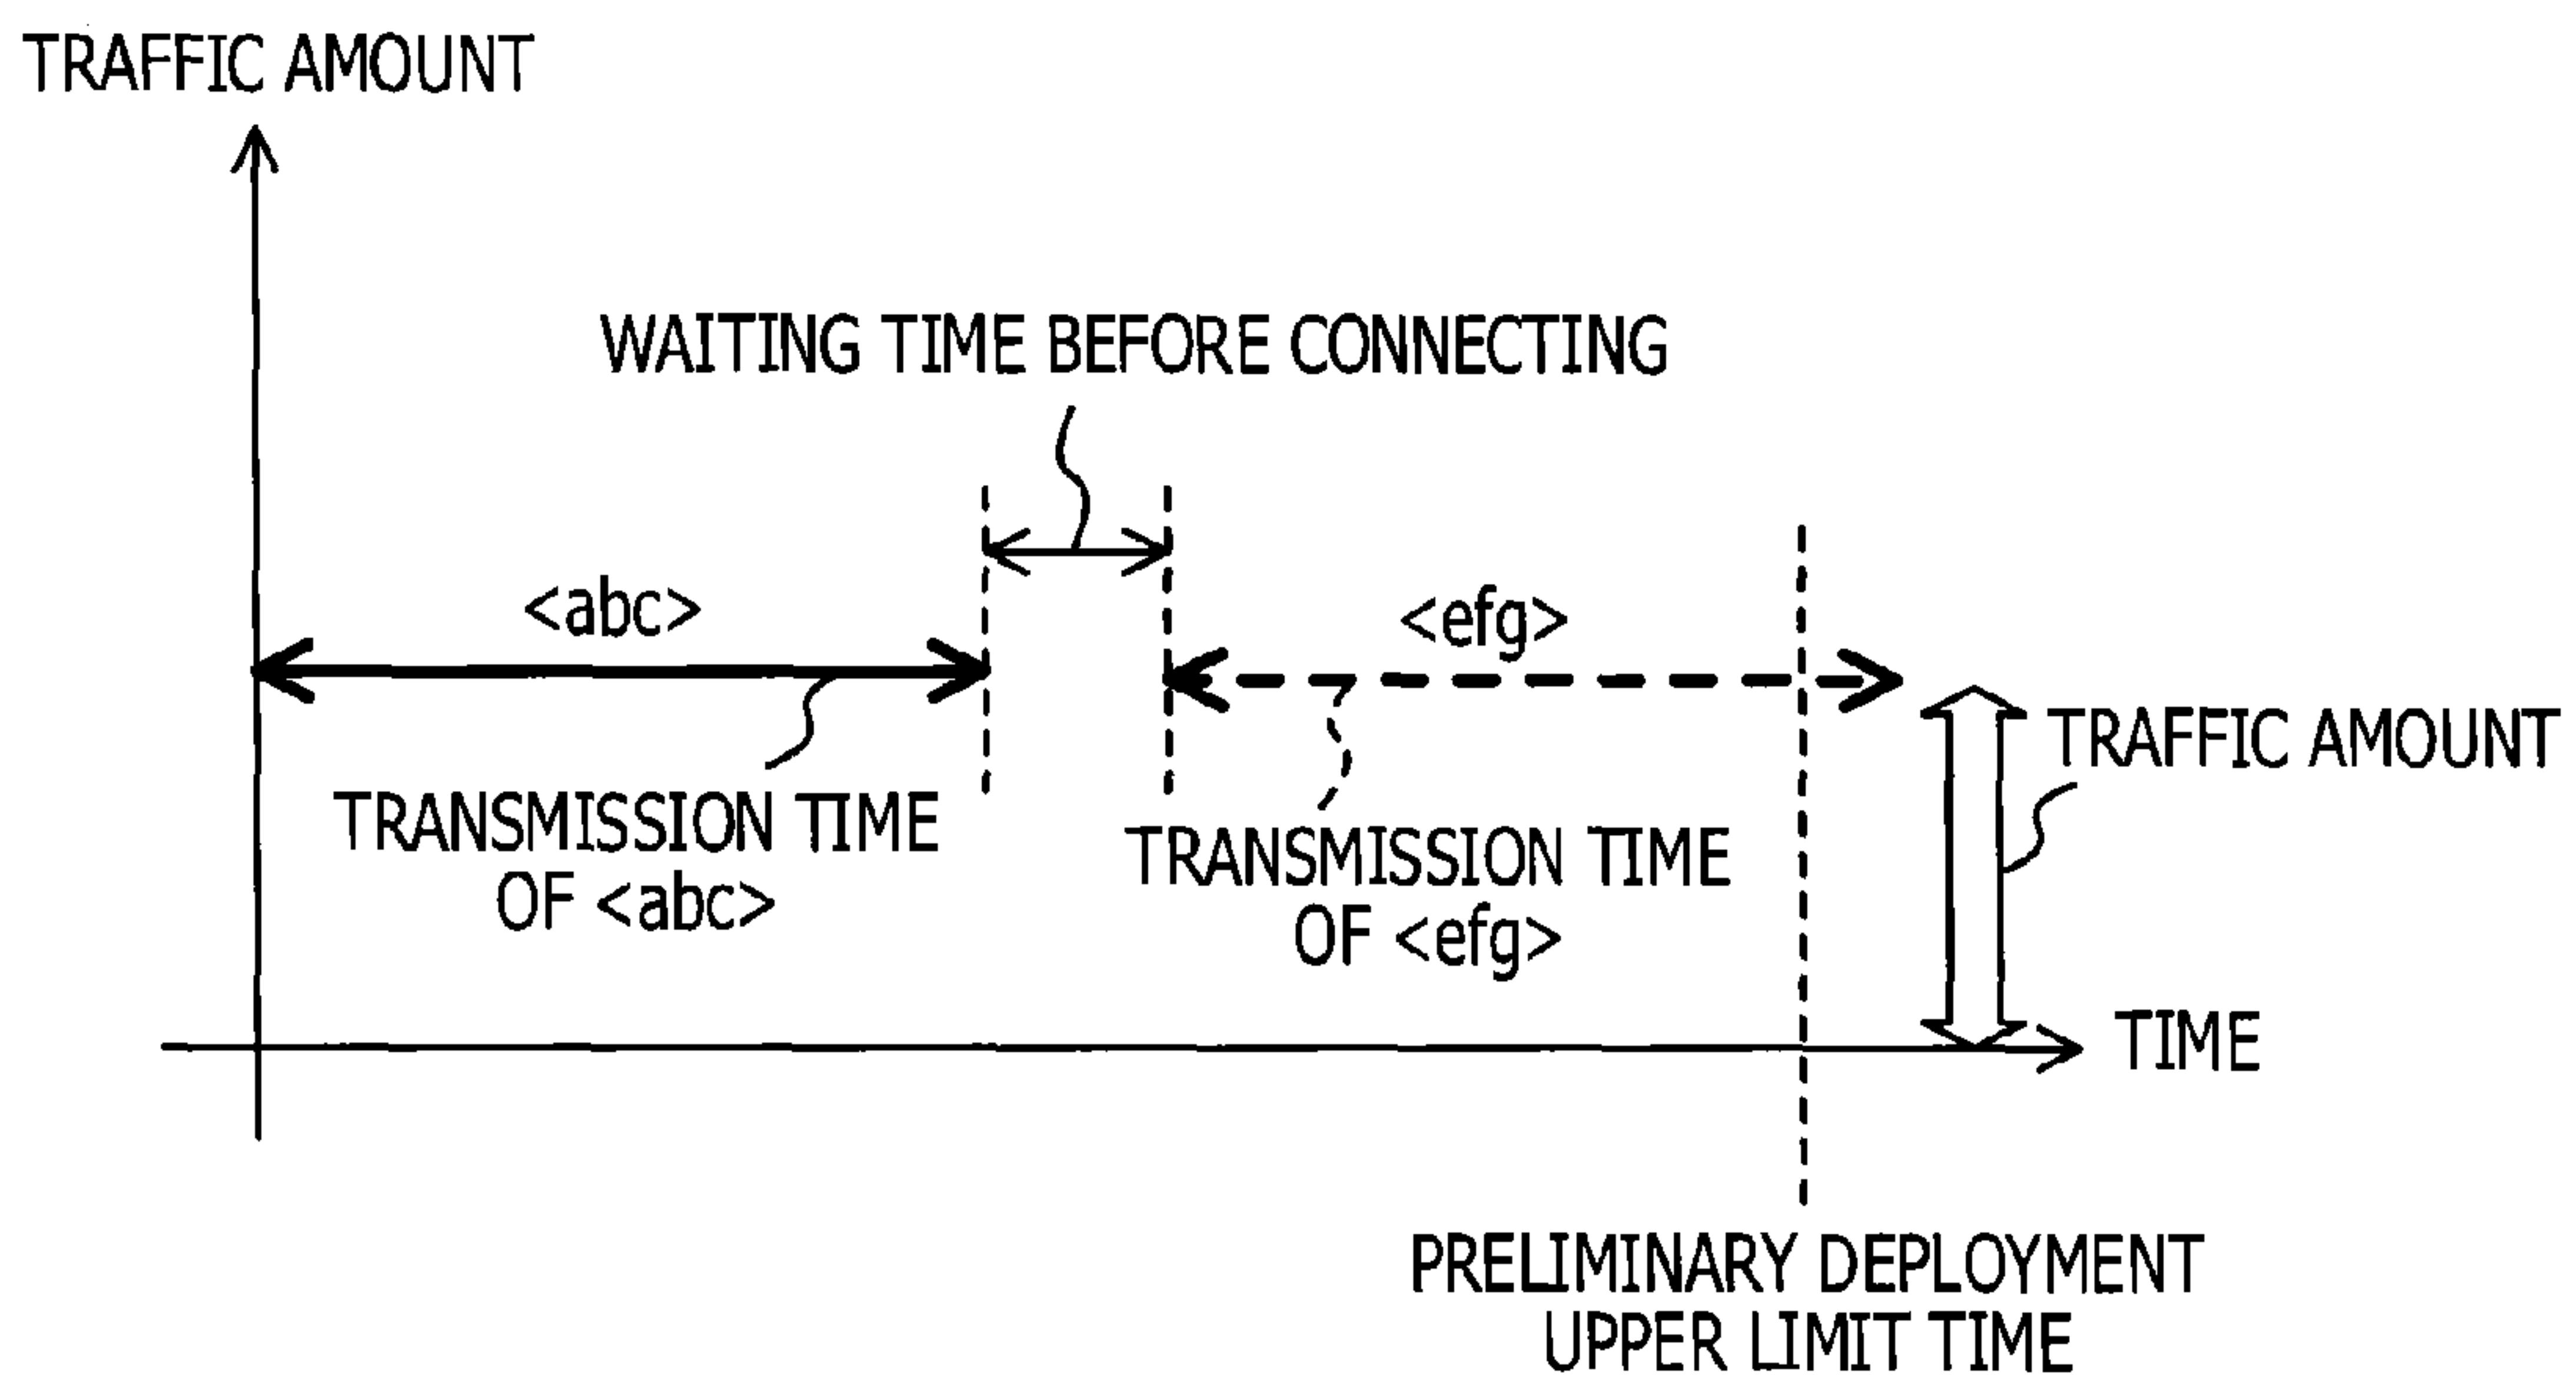 TRAFFIC AMOUNT
WAITING TIME BEFORE CONNECTING
<abc>
<efg>
TRANSMISSION TIME
OF <abc>
TRANSMISSION TIME
OF <efg>
TRAFFIC AMOUNT
TIME
PRELIMINARY DEPLOYMENT
UPPER LIMIT TIME